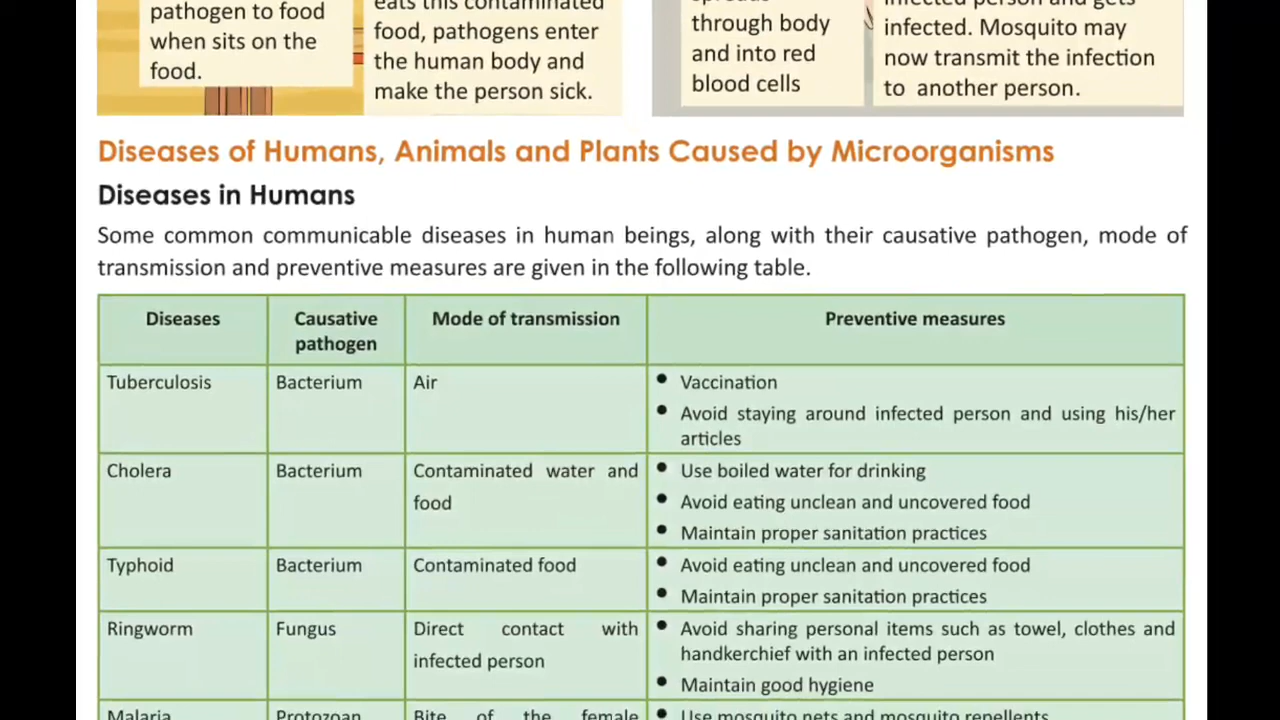 pathogen to food
when sits on the
food.
eats this contaminated
food, pathogens enter
the human body and
make the person sick.
through body
and into red
blood cells
infected person and gets
infected. Mosquito may
now transmit the infection
to another person.
Diseases of Humans, Animals and Plants Caused by Microorganisms
Diseases in Humans
Some common communicable diseases in human beings, along with their causative pathogen, mode of
transmission and preventive measures are given in the following table.
Diseases
Causative
pathogen
Mode of transmission
Preventive measures
Tuberculosis
Bacterium
Air
• Vaccination
• Avoid staying around infected person and using his/her
articles
Cholera
Bacterium
Contaminated water and
food
• Use boiled water for drinking
• Avoid eating unclean and uncovered food
• Maintain proper sanitation practices
Typhoid
Bacterium
Contaminated food
• Avoid eating unclean and uncovered food
• Maintain proper sanitation practices
Ringworm
Fungus
Direct contact with
infected person
• Avoid sharing personal items such as towel, clothes and
handkerchief with an infected person
• Maintain good hygiene
Malaria
Protozoan
Bite of the female
• Use mosquito nets and mosquito repellents